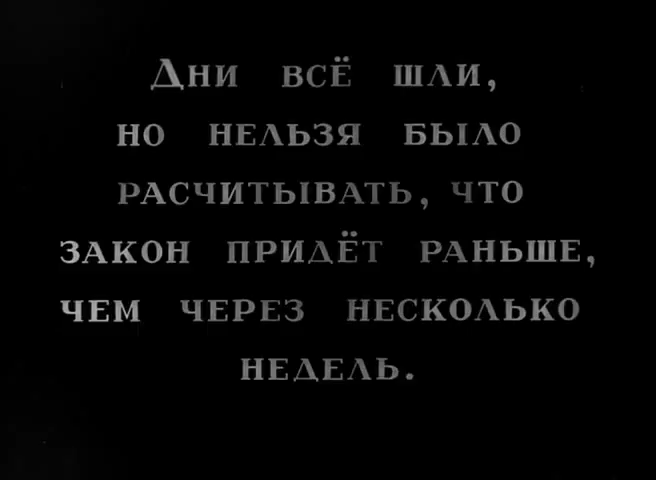 Дни всё шли,
но нельзя было
расчитывать, что
закон придёт раньше,
чем через несколько
недель.